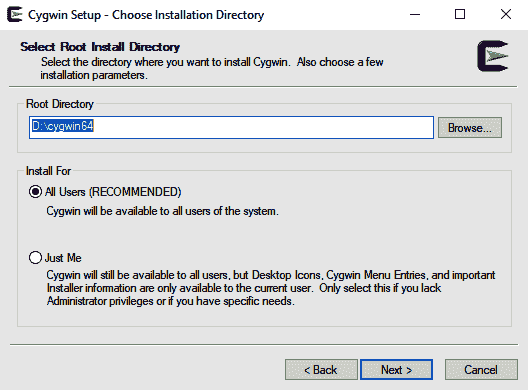 Cygwin Setup - Choose Installation Directory
Select Root Install Directory
Select the directory where you want to install Cygwin. Also choose a few
installation parameters.
Root Directory
D:\cygwin64
Browse...
Install For
All Users (RECOMMENDED)
Cygwin will be available to all users of the system.
Just Me
Cygwin will still be available to all users, but Desktop Icons, Cygwin Menu Entries, and important
Installer information are only available to the current user. Only select this if you lack
Administrator privileges or if you have specific needs.
< Back
Next >
Cancel